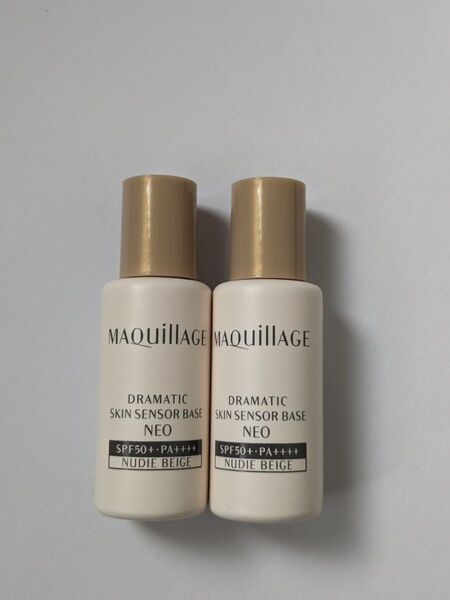 MAQuillAGE
DRAMATIC
SKIN SENSOR BASE
NEO
SPF50+・PA++++
NUDIE BEIGE
MAQuillAGE
DRAMATIC
SKIN SENSOR BASE
NEO
SPF50+・PA++++
NUDIE BEIGE